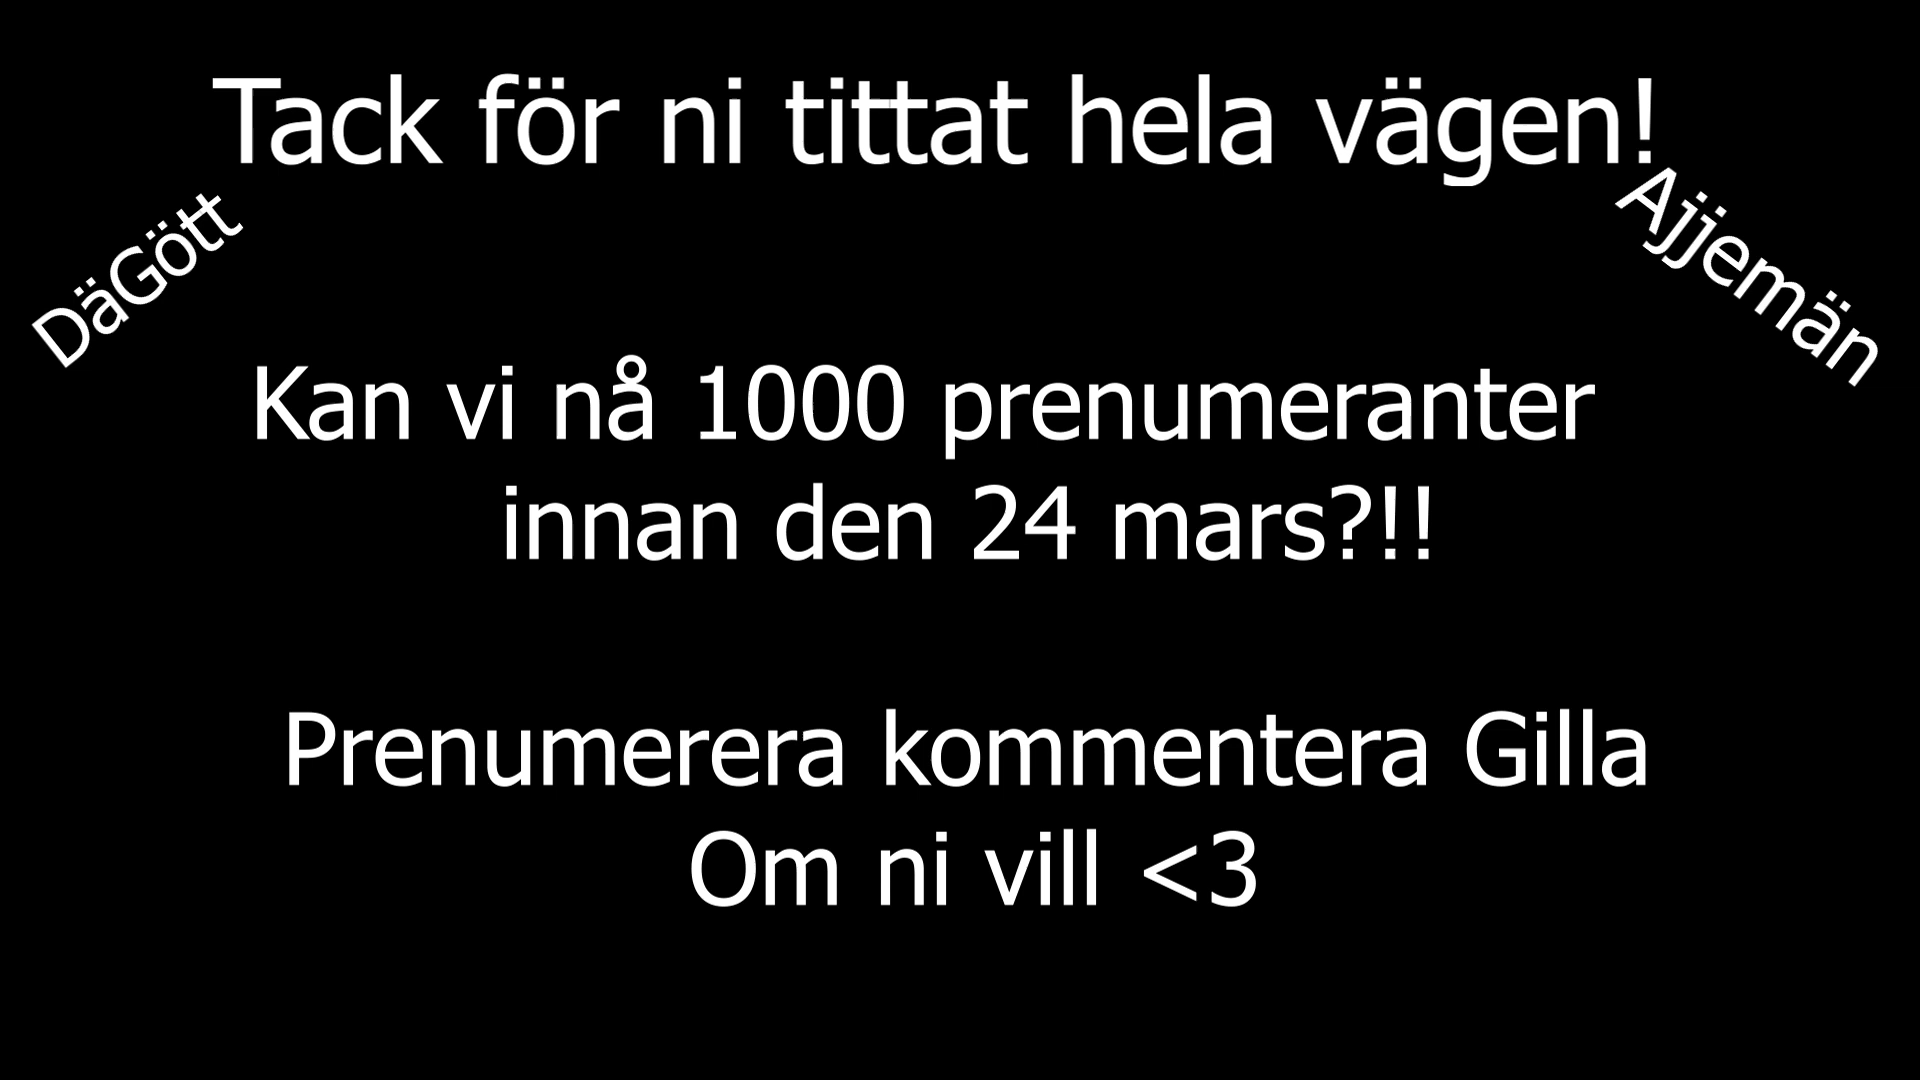 Tack för ni tittat hela vägen!
DäGött
Ajjemän
Kan vi nå 1000 prenumeranter
innan den 24 mars?!!
Prenumerera kommentera Gilla
Om ni vill <3